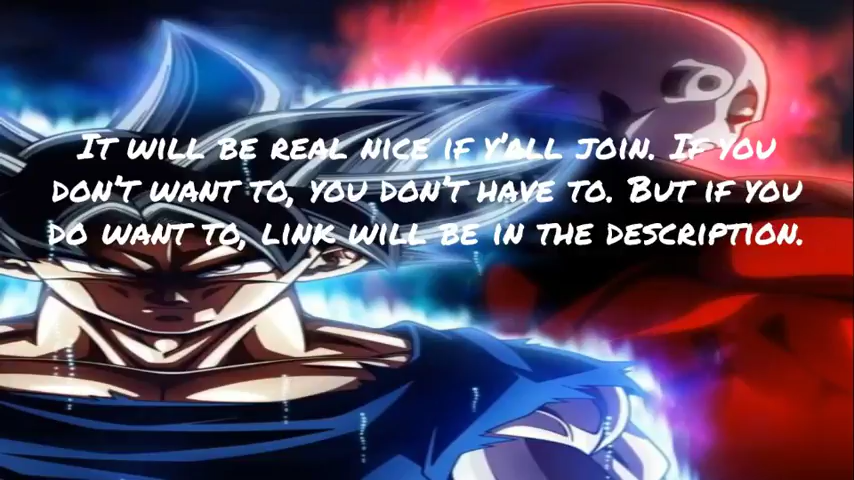 It will be real nice if y'all join. If you
don't want to, you don't have to. But if you
do want to, link will be in the description.